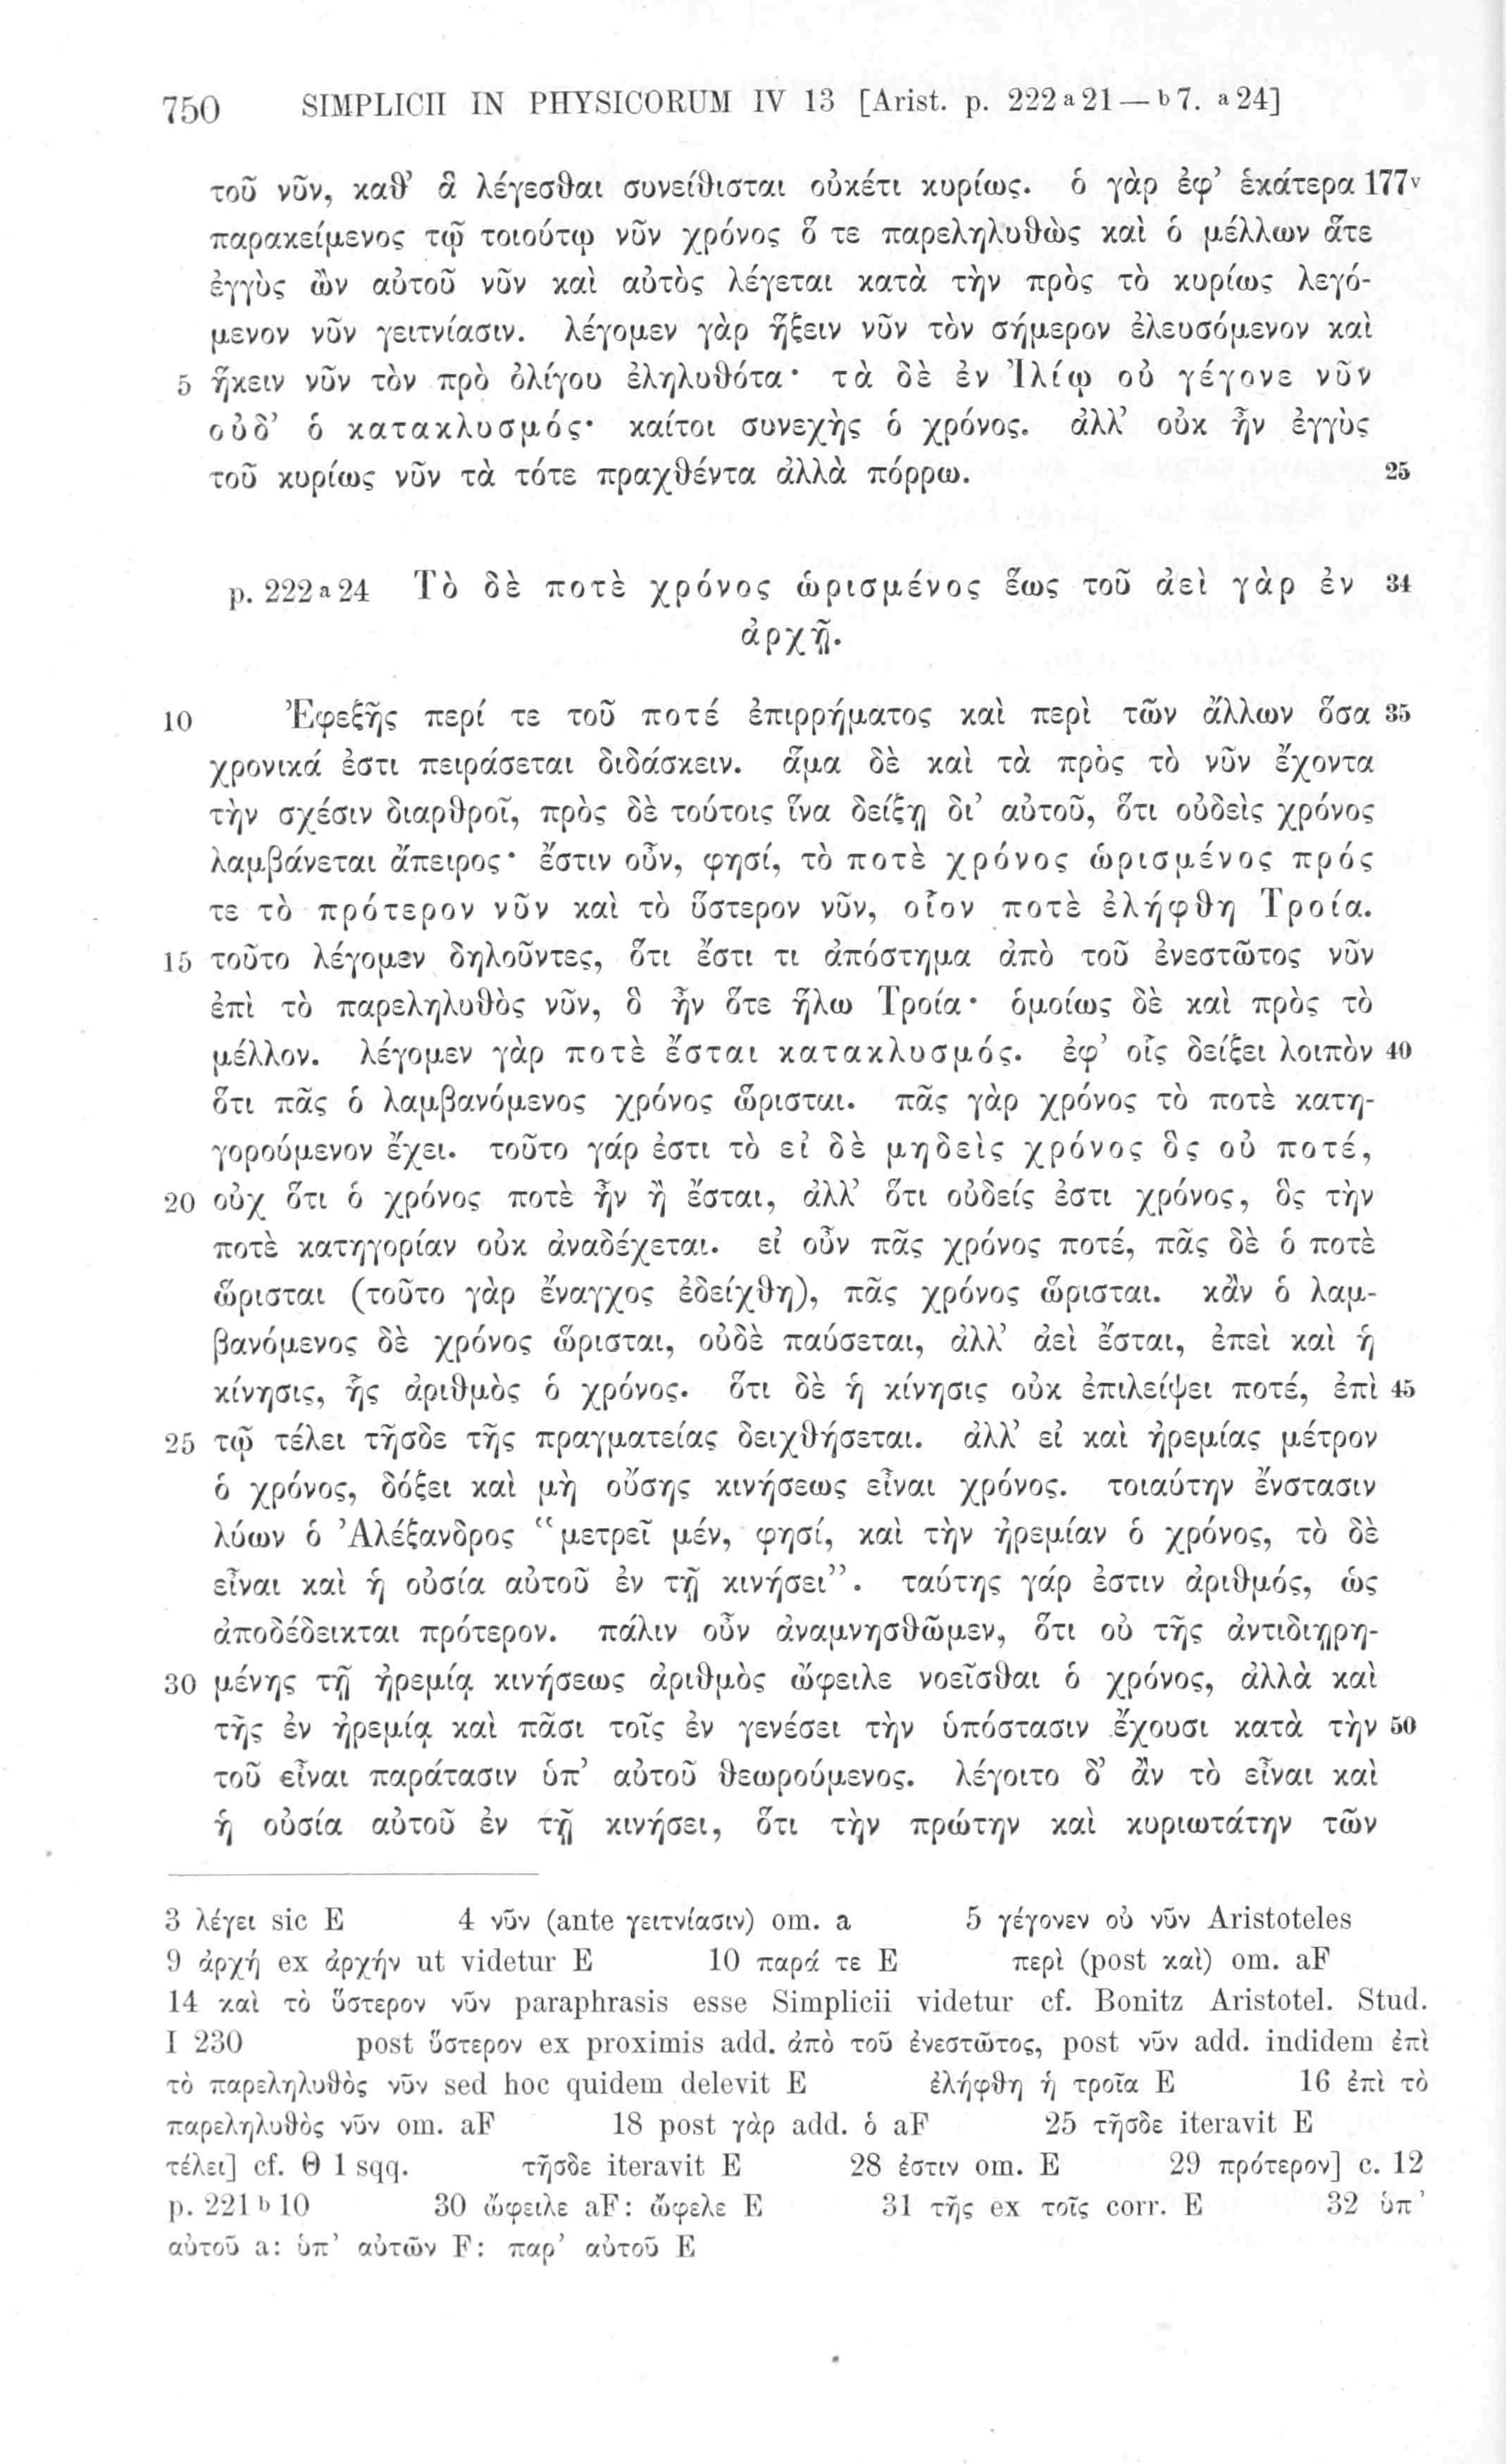 750 SIMPLICII IN PHYSICORUM IV 13 [Arist. p. 222 a 21 — b 7. a 24]
τοῦ νῦν, καθ’ ἃ λέγεσθαι συνείθισται οὐκέτι κυρίως. ὁ γὰρ ἐφ’ ἑκάτερα 177v
παρακείμενος τῷ τοιούτῳ νῦν χρόνος ὅ τε παρεληλυθὼς καὶ ὁ μέλλων ἅτε
ἐγγὺς ὢν αὐτοῦ νῦν καὶ αὐτὸς λέγεται κατὰ τὴν πρὸς τὸ κυρίως λεγό-
μενον νῦν γειτνίασιν. λέγομεν γὰρ ἥξειν νῦν τὸν σήμερον ἐλευσόμενον καὶ
5 ἥκειν νῦν τὸν πρὸ ὀλίγου ἐληλυθότα· τὰ δὲ ἐν Ἰλίῳ οὐ γέγονε νῦν
οὐδ’ ὁ κατακλυσμός· καίτοι συνεχὴς ὁ χρόνος. ἀλλ’ οὐκ ἦν ἐγγὺς
τοῦ κυρίως νῦν τὰ τότε πραχθέντα ἀλλὰ πόρρω. 25
p. 222 a 24 Τὸ δὲ ποτὲ χρόνος ὡρισμένος ἕως τοῦ ἀεὶ γὰρ ἐν 34
ἀρχῇ.
10 Ἐφεξῆς περί τε τοῦ ποτέ ἐπιρρήματος καὶ περὶ τῶν ἄλλων ὅσα 35
χρονικά ἐστι πειράσεται διδάσκειν. ἅμα δὲ καὶ τὰ πρὸς τὸ νῦν ἔχοντα
τὴν σχέσιν διαρθροῖ, πρὸς δὲ τούτοις ἵνα δείξῃ δι’ αὐτοῦ, ὅτι οὐδεὶς χρόνος
λαμβάνεται ἄπειρος· ἔστιν οὖν, φησί, τὸ ποτὲ χρόνος ὡρισμένος πρός
τε τὸ πρότερον νῦν καὶ τὸ ὕστερον νῦν, οἷον ποτὲ ἐλήφθη Τροία.
15 τοῦτο λέγομεν δηλοῦντες, ὅτι ἔστι τι ἀπόστημα ἀπὸ τοῦ ἐνεστῶτος νῦν
ἐπὶ τὸ παρεληλυθὸς νῦν, ὃ ἦν ὅτε ἥλω Τροία· ὁμοίως δὲ καὶ πρὸς τὸ
μέλλον. λέγομεν γὰρ ποτὲ ἔσται κατακλυσμός. ἐφ’ οἷς δείξει λοιπὸν 40
ὅτι πᾶς ὁ λαμβανόμενος χρόνος ὥρισται. πᾶς γὰρ χρόνος τὸ ποτὲ κατη-
γορούμενον ἔχει. τοῦτο γάρ ἐστι τὸ εἰ δὲ μηδεὶς χρόνος ὃς οὐ ποτέ,
20 οὐχ ὅτι ὁ χρόνος ποτὲ ἦν ἢ ἔσται, ἀλλ’ ὅτι οὐδείς ἐστι χρόνος, ὃς τὴν
ποτὲ κατηγορίαν οὐκ ἀναδέχεται. εἰ οὖν πᾶς χρόνος ποτέ, πᾶς δὲ ὁ ποτὲ
ὥρισται (τοῦτο γὰρ ἔναγχος ἐδείχθη), πᾶς χρόνος ὥρισται. κἂν ὁ λαμ-
βανόμενος δὲ χρόνος ὥρισται, οὐδὲ παύσεται, ἀλλ’ ἀεὶ ἔσται, ἐπεὶ καὶ ἡ
κίνησις, ἧς ἀριθμὸς ὁ χρόνος. ὅτι δὲ ἡ κίνησις οὐκ ἐπιλείψει ποτέ, ἐπὶ 45
25 τῷ τέλει τῆσδε τῆς πραγματείας δειχθήσεται. ἀλλ’ εἰ καὶ ἠρεμίας μέτρον
ὁ χρόνος, δόξει καὶ μὴ οὔσης κινήσεως εἶναι χρόνος. τοιαύτην ἔνστασιν
λύων ὁ Ἀλέξανδρος “μετρεῖ μέν, φησί, καὶ τὴν ἠρεμίαν ὁ χρόνος, τὸ δὲ
εἶναι καὶ ἡ οὐσία αὐτοῦ ἐν τῇ κινήσει”. ταύτης γάρ ἐστιν ἀριθμός, ὡς
ἀποδέδεικται πρότερον. πάλιν οὖν ἀναμνησθῶμεν, ὅτι οὐ τῆς ἀντιδιῃρη-
30 μένης τῇ ἠρεμίᾳ κινήσεως ἀριθμὸς ὤφειλε νοεῖσθαι ὁ χρόνος, ἀλλὰ καὶ
τῆς ἐν ἠρεμίᾳ καὶ πᾶσι τοῖς ἐν γενέσει τὴν ὑπόστασιν ἔχουσι κατὰ τὴν 50
τοῦ εἶναι παράτασιν ὑπ’ αὐτοῦ θεωρούμενος. λέγοιτο δ’ ἂν τὸ εἶναι καὶ
ἡ οὐσία αὐτοῦ ἐν τῇ κινήσει, ὅτι τὴν πρώτην καὶ κυριωτάτην τῶν
3 λέγει sic E 4 νῦν (ante γειτνίασιν) om. a 5 γέγονεν οὐ νῦν Aristoteles
9 ἀρχή ex ἀρχήν ut videtur E 10 παρά τε E περὶ (post καὶ) om. aF
14 καὶ τὸ ὕστερον νῦν paraphrasis esse Simplicii videtur cf. Bonitz Aristotel. Stud.
I 230 post ὕστερον ex proximis add. ἀπὸ τοῦ ἐνεστῶτος, post νῦν add. indidem ἐπὶ
τὸ παρεληλυθὸς νῦν sed hoc quidem delevit E ἐλήφθη ἡ τροῖα E 16 ἐπὶ τὸ
παρεληλυθὸς νῦν om. aF 18 post γὰρ add. ὁ aF 25 τῆσδε iteravit E
τέλει] cf. Θ 1 sqq. τῆσδε iteravit E 28 ἐστιν om. E 29 πρότερον] c. 12
p. 221 b 10 30 ὤφειλε aF: ὤφελε E 31 τῆς ex τοῖς corr. E 32 ὑπ’
αὐτοῦ a: ὑπ’ αὐτῶν F: παρ’ αὐτοῦ E